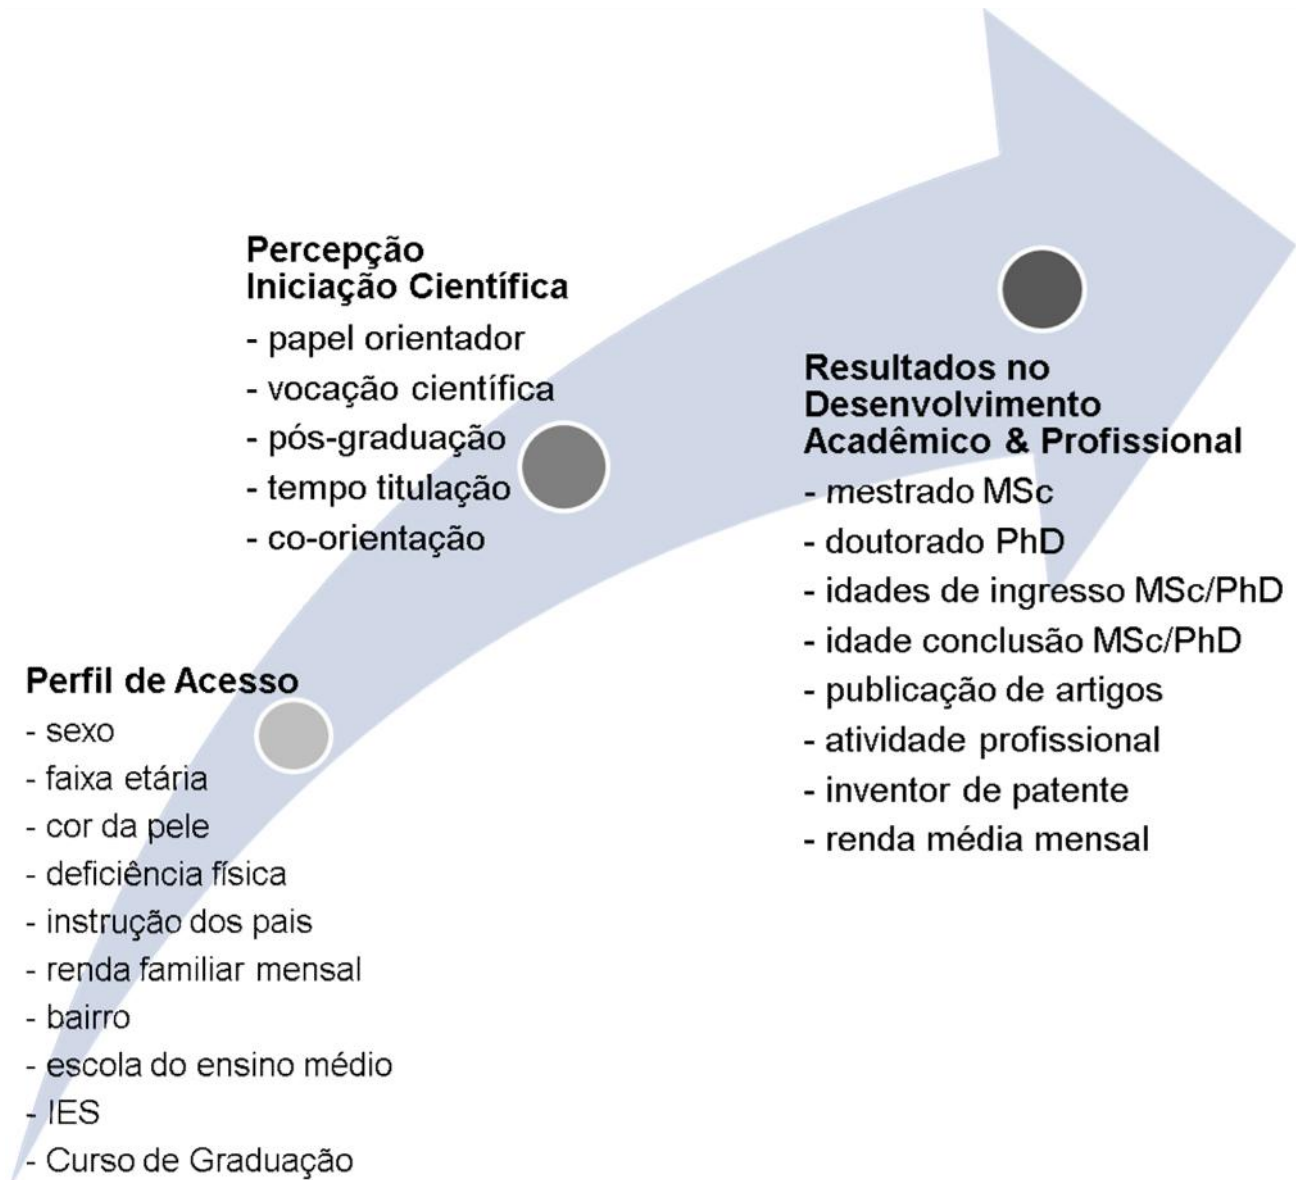 Percepção
Iniciação Científica
- papel orientador
- vocação científica
- pós-graduação
- tempo titulação
- co-orientação
Resultados no
Desenvolvimento
Acadêmico & Profissional
- mestrado MSc
- doutorado PhD
- idades de ingresso MSc/PhD
- idade conclusão MSc/PhD
- publicação de artigos
- atividade profissional
- inventor de patente
- renda média mensal
Perfil de Acesso
- sexo
- faixa etária
- cor da pele
- deficiência física
- instrução dos pais
- renda familiar mensal
- bairro
- escola do ensino médio
- IES
- Curso de Graduação